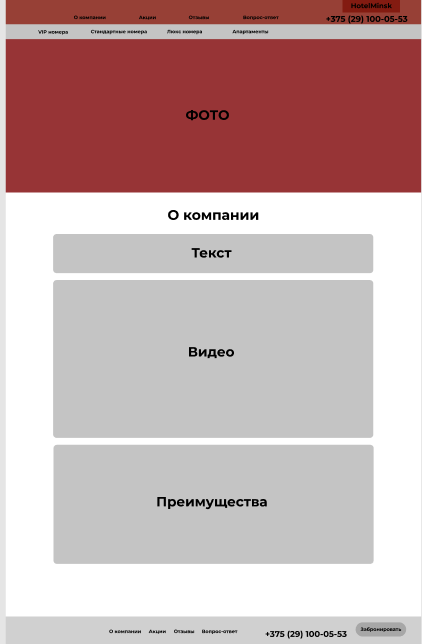 HotelMinsk
О компании Акции Отзывы Вопрос-ответ +375 (29) 100-05-53
VIP номера Стандартные номера Люкс номера Апартаменты
ФОТО
О компании
Текст
Видео
Преимущества
О компании Акции Отзывы Вопрос-ответ +375 (29) 100-05-53 Забронировать